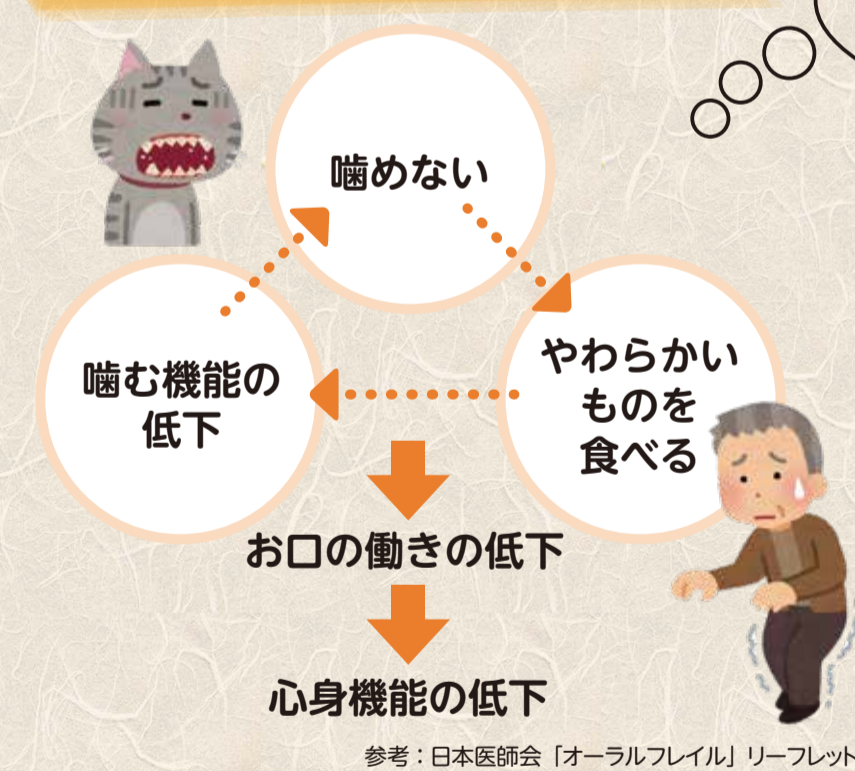 噛めない
やわらかい
ものを
食べる
噛む機能の
低下
お口の働きの低下
心身機能の低下
参考：日本医師会「オーラルフレイル」リーフレット